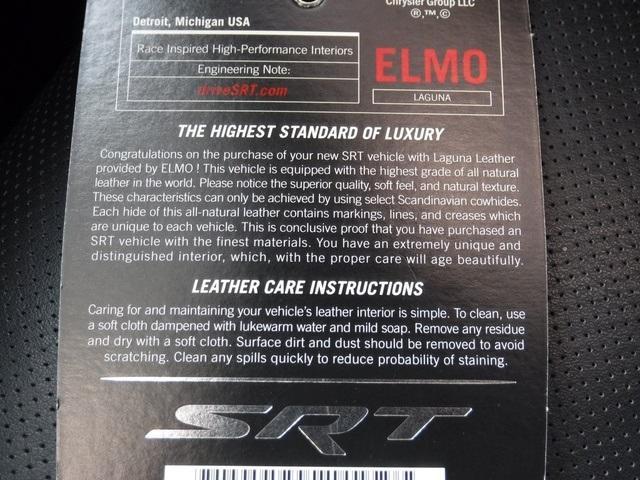 Chrysler Group LLC
®,™,©
Detroit, Michigan USA
Race Inspired High-Performance Interiors
Engineering Note:
driveSRT.com
ELMO
LAGUNA
THE HIGHEST STANDARD OF LUXURY
Congratulations on the purchase of your new SRT vehicle with Laguna Leather
provided by ELMO ! This vehicle is equipped with the highest grade of all natural
leather in the world. Please notice the superior quality, soft feel, and natural texture.
These characteristics can only be achieved by using select Scandinavian cowhides.
Each hide of this all-natural leather contains markings, lines, and creases which
are unique to each vehicle. This is conclusive proof that you have purchased an
SRT vehicle with the finest materials. You have an extremely unique and
distinguished interior, which, with the proper care will age beautifully.
LEATHER CARE INSTRUCTIONS
Caring for and maintaining your vehicle's leather interior is simple. To clean, use
a soft cloth dampened with lukewarm water and mild soap. Remove any residue
and dry with a soft cloth. Surface dirt and dust should be removed to avoid
scratching. Clean any spills quickly to reduce probability of staining.
SRT